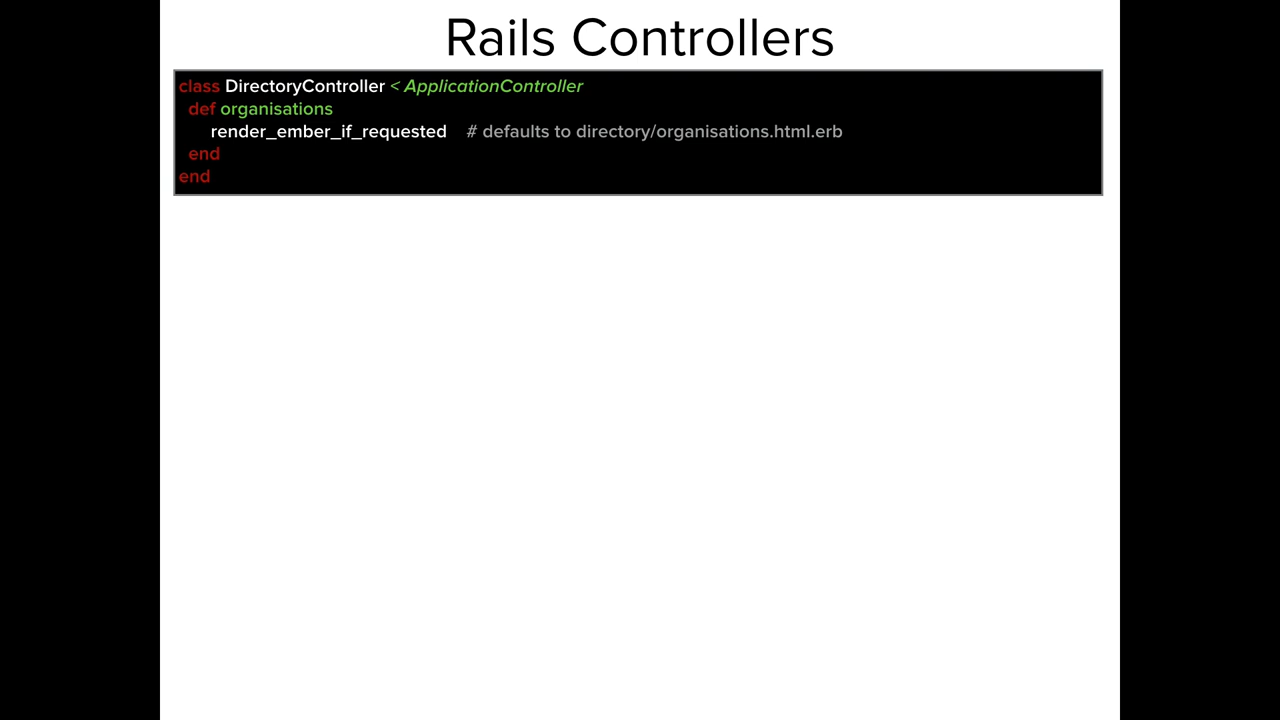 Rails Controllers
class DirectoryController < ApplicationController
def organisations
render_ember_if_requested # defaults to directory/organisations.html.erb
end
end